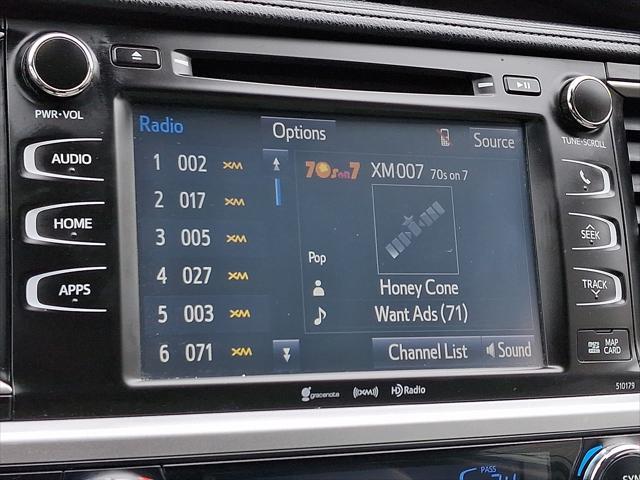 PWR·VOL
AUDIO
HOME
APPS
Radio
Options
Source
1 002 XM
2 017 XM
3 005 XM
4 027 XM
5 003 XM
6 071 XM
70s on 7 XM007 70s on 7
Pop
Honey Cone
Want Ads (71)
Channel List
Sound
TUNE·SCROLL
SEEK
TRACK
MAP CARD
gracenote ((XM)) HD Radio
510179
PASS
SYN